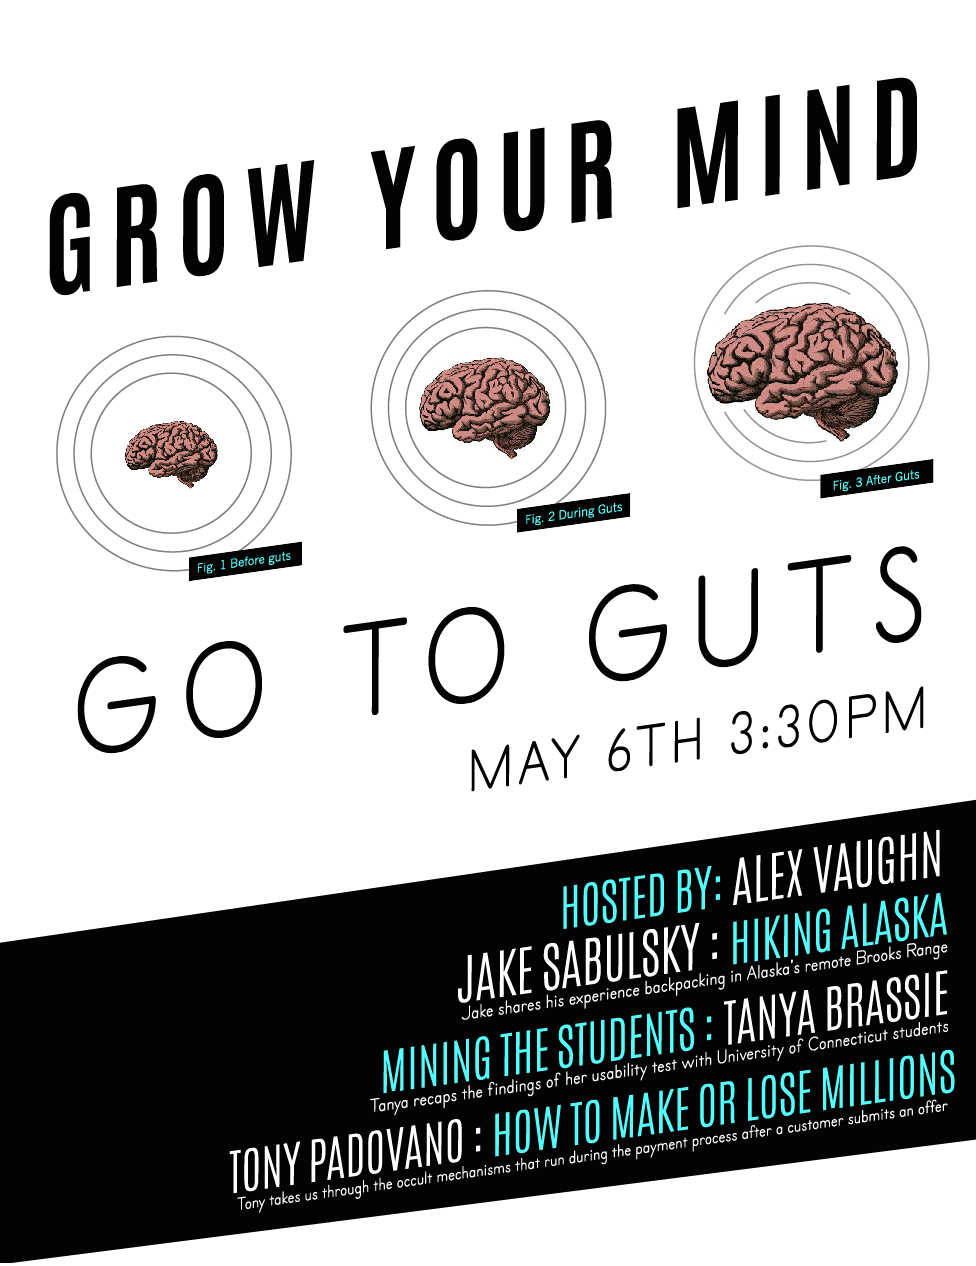 GROW YOUR MIND
Fig. 1 Before guts
Fig. 2 During Guts
Fig. 3 After Guts
GO TO GUTS
MAY 6TH 3:30PM
HOSTED BY: ALEX VAUGHN
JAKE SABULSKY : HIKING ALASKA
Jake shares his experience backpacking in Alaska's remote Brooks Range
MINING THE STUDENTS : TANYA BRASSIE
Tanya recaps the findings of her usability test with University of Connecticut students
TONY PADOVANO : HOW TO MAKE OR LOSE MILLIONS
Tony takes us through the occult mechanisms that run during the payment process after a customer submits an offer